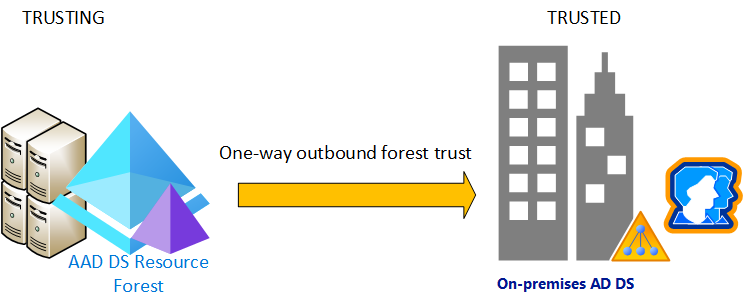 TRUSTING
TRUSTED
One-way outbound forest trust
AAD DS Resource
Forest
On-premises AD DS